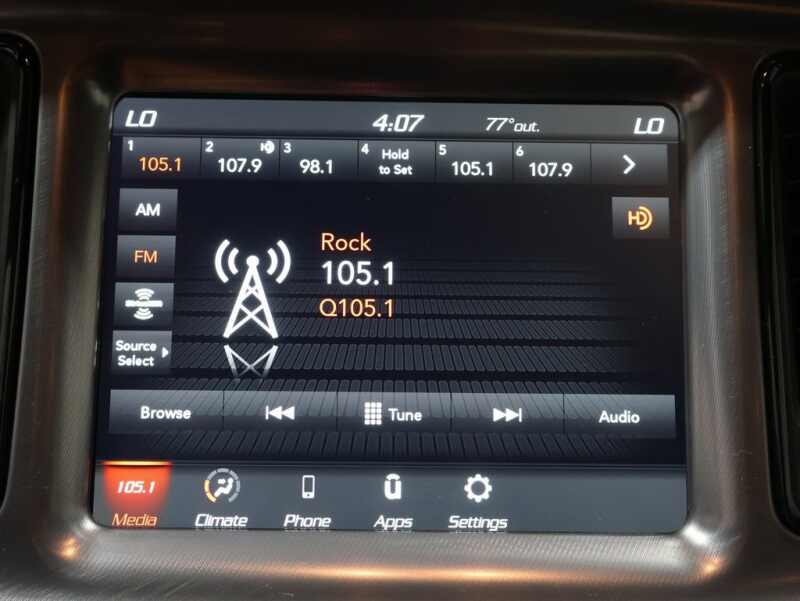 LO 4:07 77°out. LO
1 2 HD 3 4 5 6
105.1 107.9 98.1 Hold to Set 105.1 107.9
AM
HD
FM
Rock
105.1
Q105.1
Source
Select
Browse Tune Audio
105.1
Media Climate Phone Apps Settings